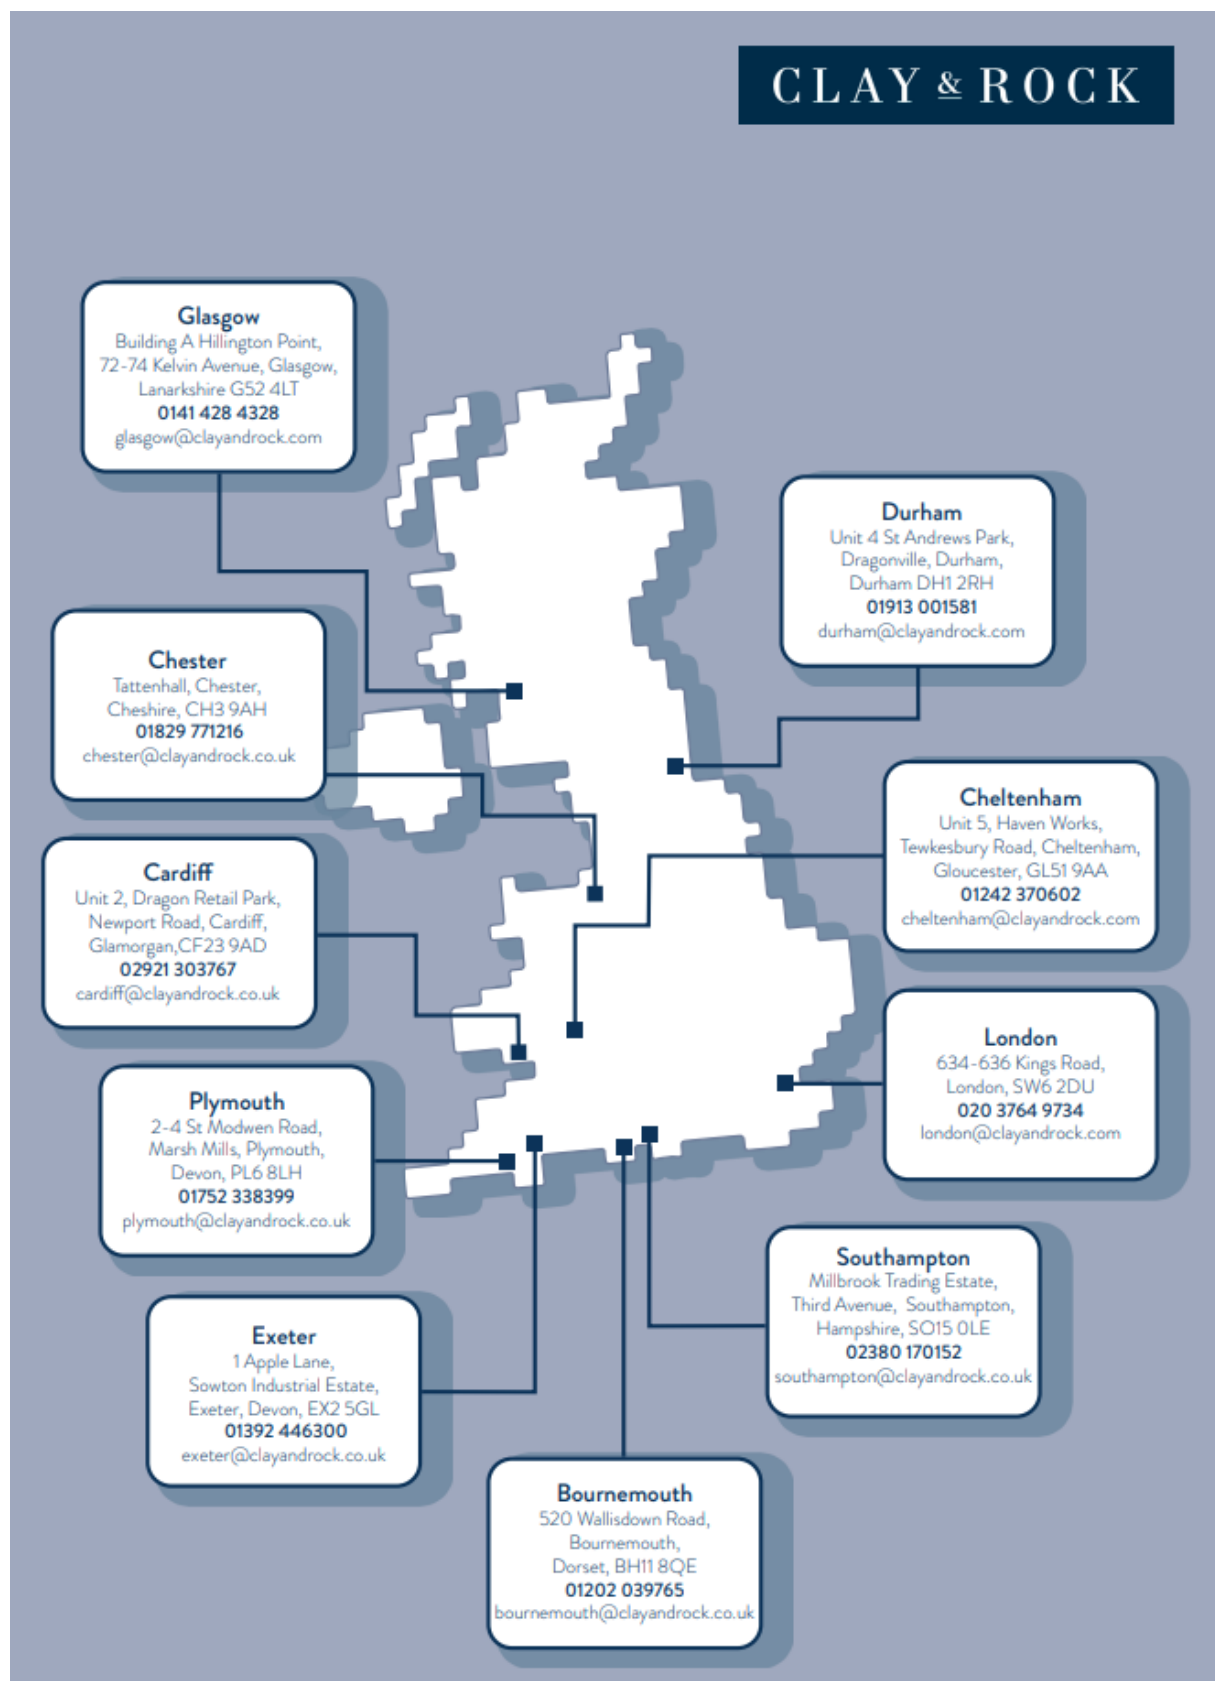 CLAY & ROCK
Glasgow
Building A Hillington Point,
72-74 Kelvin Avenue, Glasgow,
Lanarkshire G52 4LT
0141 428 4328
glasgow@clayandrock.com
Durham
Unit 4 St Andrews Park,
Dragonville, Durham,
Durham DH1 2RH
01913 001581
durham@clayandrock.com
Chester
Tattenhall, Chester,
Cheshire, CH3 9AH
01829 771216
chester@clayandrock.co.uk
Cheltenham
Unit 5, Haven Works,
Tewkesbury Road, Cheltenham,
Gloucester, GL51 9AA
01242 370602
cheltenham@clayandrock.com
Cardiff
Unit 2, Dragon Retail Park,
Newport Road, Cardiff,
Glamorgan,CF23 9AD
02921 303767
cardiff@clayandrock.co.uk
London
634-636 Kings Road,
London, SW6 2DU
020 3764 9734
london@clayandrock.com
Plymouth
2-4 St Modwen Road,
Marsh Mills, Plymouth,
Devon, PL6 8LH
01752 338399
plymouth@clayandrock.co.uk
Southampton
Millbrook Trading Estate,
Third Avenue, Southampton,
Hampshire, SO15 0LE
02380 170152
southampton@clayandrock.co.uk
Exeter
1 Apple Lane,
Sowton Industrial Estate,
Exeter, Devon, EX2 5GL
01392 446300
exeter@clayandrock.co.uk
Bournemouth
520 Wallisdown Road,
Bournemouth,
Dorset, BH11 8QE
01202 039765
bournemouth@clayandrock.co.uk